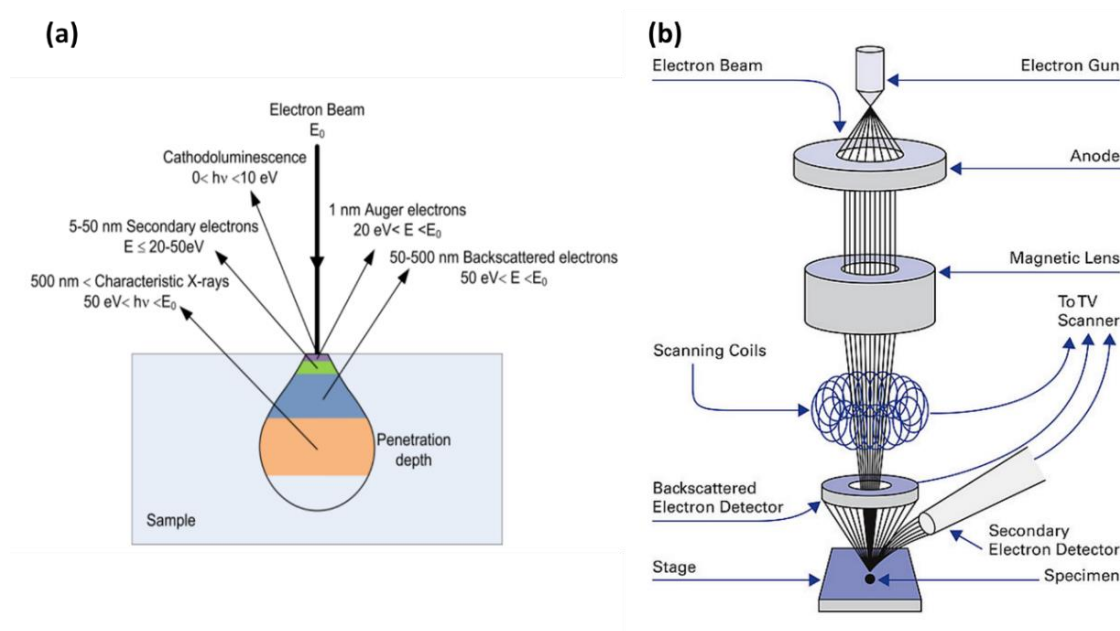 (a)
Electron Beam
E₀
Cathodoluminescence
0< hν <10 eV
1 nm Auger electrons
20 eV< E <E₀
5-50 nm Secondary electrons
E ≤ 20-50eV
50-500 nm Backscattered electrons
50 eV< E <E₀
500 nm < Characteristic X-rays
50 eV< hν <E₀
Penetration
depth
Sample
(b)
Electron Beam
Electron Gun
Anode
Magnetic Lens
To TV
Scanner
Scanning Coils
Backscattered
Electron Detector
Secondary
Electron Detector
Stage
Specimen